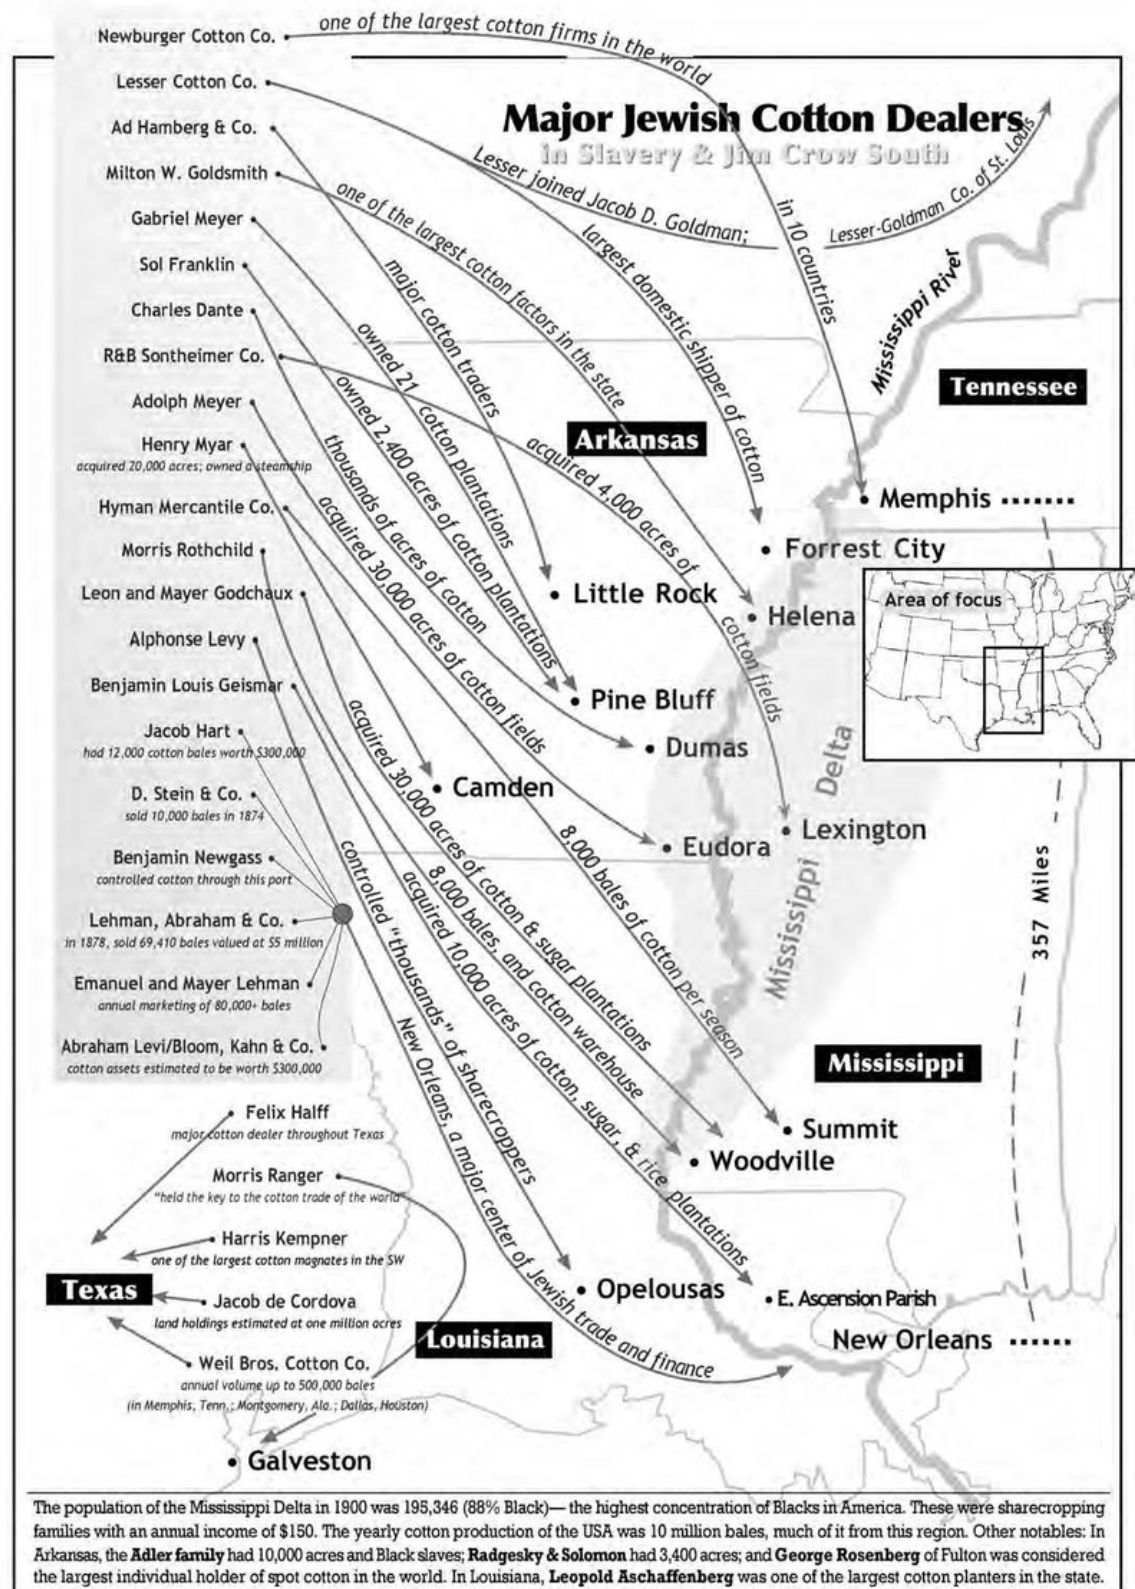 Newburger Cotton Co.
one of the largest cotton firms in the world
in 10 countries
Lesser Cotton Co.
Major Jewish Cotton Dealers
in Slavery & Jim Crow South
Ad Hamberg & Co.
Lesser joined Jacob D. Goldman;
Lesser-Goldman Co. of St. Louis
largest domestic shipper of cotton
Milton W. Goldsmith
one of the largest cotton factors in the state
Gabriel Meyer
major cotton traders
Sol Franklin
Mississippi River
Charles Dante
owned 21 cotton plantations
R&B Sontheimer Co.
owned 2,400 acres of cotton plantations
Tennessee
Adolph Meyer
thousands of acres of cotton
Arkansas
acquired 4,000 acres of cotton fields
Henry Myar
acquired 20,000 acres; owned a steamship
acquired 30,000 acres of cotton fields
Hyman Mercantile Co.
Memphis
Morris Rothchild
Forrest City
Leon and Mayer Godchaux
Little Rock
Area of focus
Helena
Alphonse Levy
Benjamin Louis Geismar
Pine Bluff
Jacob Hart
had 12,000 cotton bales worth $300,000
Dumas
D. Stein & Co.
sold 10,000 bales in 1874
Camden
Mississippi Delta
Lexington
Eudora
Benjamin Newgass
controlled cotton through this port
acquired 30,000 acres of cotton & sugar plantations
8,000 bales of cotton per season
357 Miles
Lehman, Abraham & Co.
in 1878, sold 69,410 bales valued at $5 million
controlled "thousands" of sharecroppers
8,000 bales, and cotton warehouse
acquired 10,000 acres of cotton, sugar, & rice plantations
Emanuel and Mayer Lehman
annual marketing of 80,000+ bales
Abraham Levi/Bloom, Kahn & Co.
cotton assets estimated to be worth $300,000
New Orleans, a major center of Jewish trade and finance
Mississippi
Felix Halff
major cotton dealer throughout Texas
Summit
Woodville
Morris Ranger
"held the key to the cotton trade of the world"
Harris Kempner
one of the largest cotton magnates in the SW
Texas
Opelousas
E. Ascension Parish
Jacob de Cordova
land holdings estimated at one million acres
Louisiana
New Orleans
Weil Bros. Cotton Co.
annual volume up to 500,000 bales
(in Memphis, Tenn.; Montgomery, Ala.; Dallas, Houston)
Galveston
The population of the Mississippi Delta in 1900 was 195,346 (88% Black)— the highest concentration of Blacks in America. These were sharecropping
families with an annual income of $150. The yearly cotton production of the USA was 10 million bales, much of it from this region. Other notables: In
Arkansas, the Adler family had 10,000 acres and Black slaves; Radgesky & Solomon had 3,400 acres; and George Rosenberg of Fulton was considered
the largest individual holder of spot cotton in the world. In Louisiana, Leopold Aschaffenberg was one of the largest cotton planters in the state.